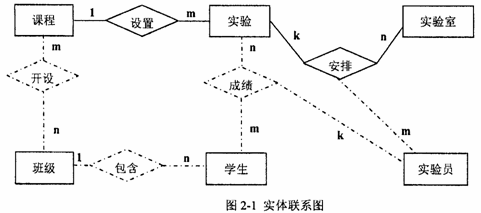 课程 1 设置 m 实验 实验室
m n k n
开设 成绩 安排
n m k m
班级 1 包含 n 学生 实验员
图 2-1 实体联系图